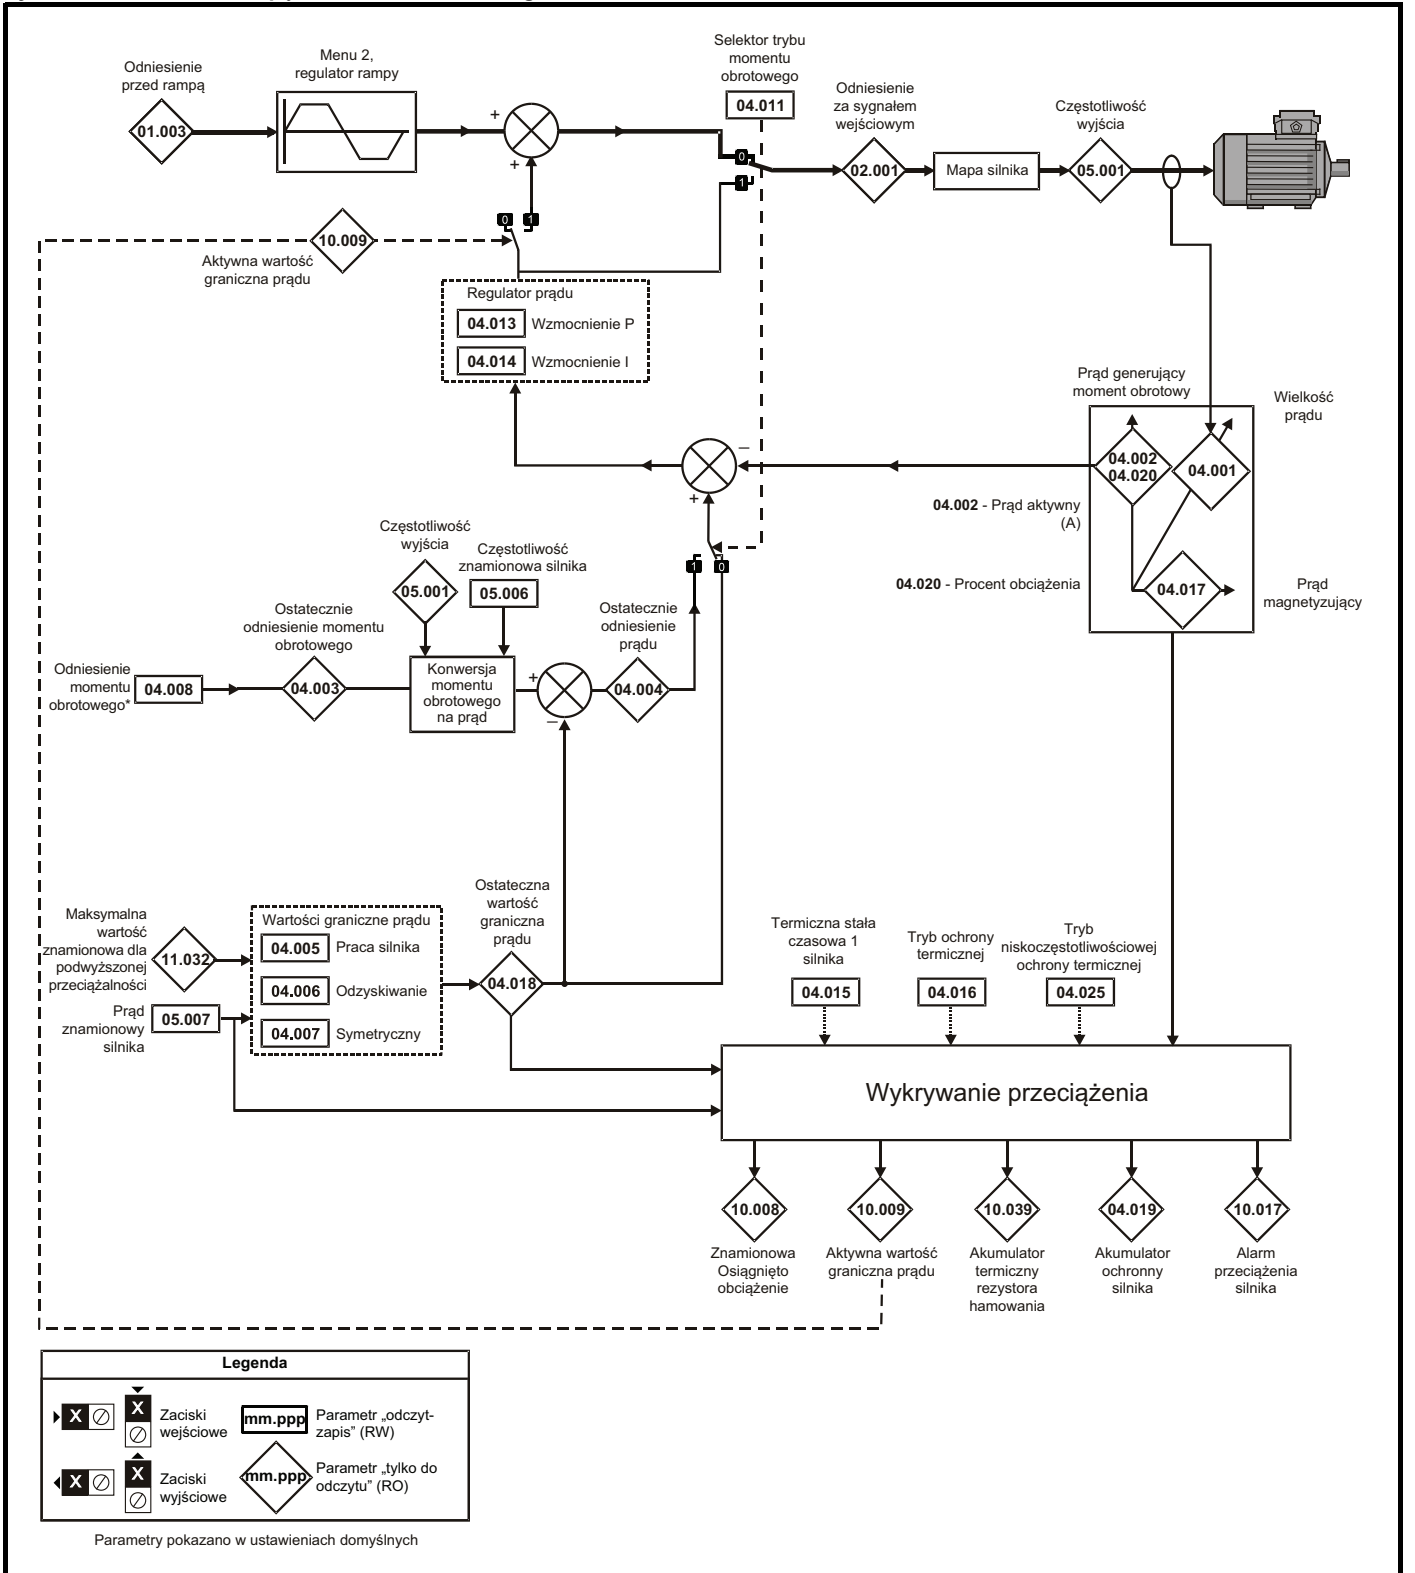 Odniesienie
przed rampą
01.003
Menu 2,
regulator rampy
+
+
Selektor trybu
momentu
obrotowego
04.011
0
1
Odniesienie
za sygnałem
wejściowym
02.001
Mapa silnika
Częstotliwość
wyjścia
05.001
0
1
10.009
Aktywna wartość
graniczna prądu
Regulator prądu
04.013
Wzmocnienie P
04.014
Wzmocnienie I
Prąd generujący
moment obrotowy
Wielkość
prądu
04.002
04.020
04.001
04.002 - Prąd aktywny
(A)
04.020 - Procent obciążenia
04.017
Prąd
magnetyzujący
–
+
1
0
Częstotliwość
wyjścia
05.001
Częstotliwość
znamionowa silnika
05.006
Ostatecznie
odniesienie momentu
obrotowego
Ostatecznie
odniesienie
prądu
Odniesienie
momentu
obrotowego*
04.008
04.003
Konwersja
momentu
obrotowego
na prąd
+
–
04.004
Maksymalna
wartość
znamionowa dla
podwyższonej
przeciążalności
11.032
Prąd
znamionowy
silnika
05.007
Wartości graniczne prądu
04.005
Praca silnika
04.006
Odzyskiwanie
04.007
Symetryczny
Ostateczna
wartość
graniczna
prądu
04.018
Termiczna stała
czasowa 1
silnika
04.015
Tryb ochrony
termicznej
04.016
Tryb
niskoczęstotliwościowej
ochrony termicznej
04.025
Wykrywanie przeciążenia
10.008
10.009
10.039
04.019
10.017
Znamionowa
Osiągnięto
obciążenie
Aktywna wartość
graniczna prądu
Akumulator
termiczny
rezystora
hamowania
Akumulator
ochronny
silnika
Alarm
przeciążenia
silnika
Legenda
X
X
Zaciski
wejściowe
mm.ppp
Parametr „odczyt-
zapis” (RW)
X
X
Zaciski
wyjściowe
mm.ppp
Parametr „tylko do
odczytu” (RO)
Parametry pokazano w ustawieniach domyślnych